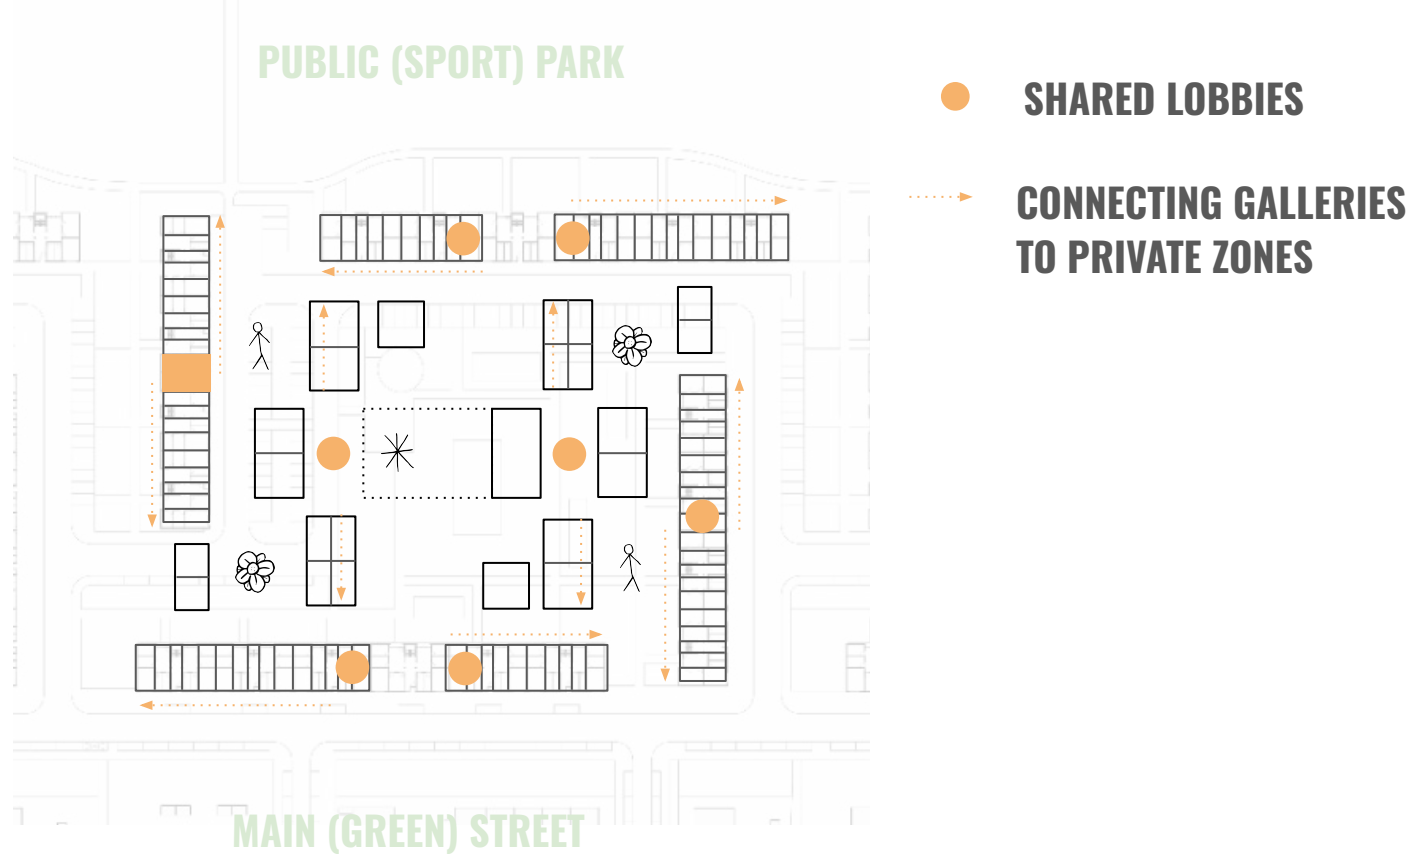 PUBLIC (SPORT) PARK
SHARED LOBBIES
CONNECTING GALLERIES
TO PRIVATE ZONES
MAIN (GREEN) STREET